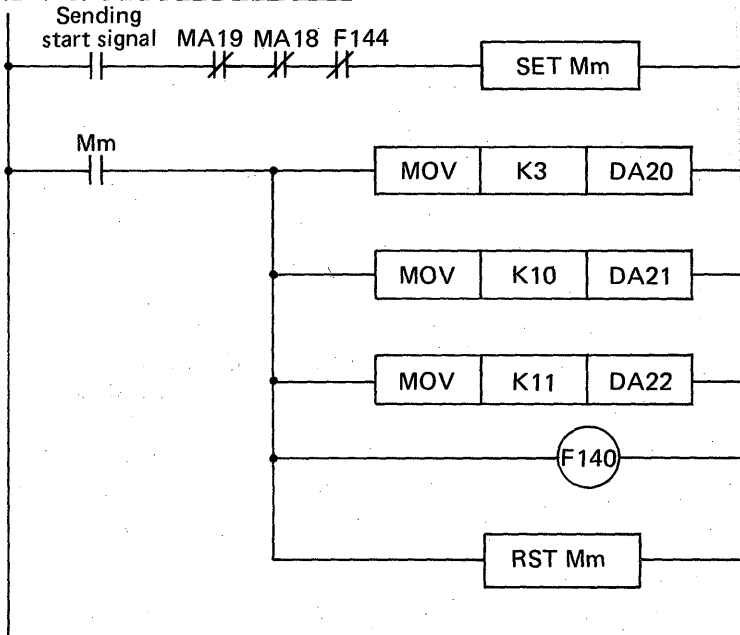 Sending
start signal MA19 MA18 F144
SET Mm
Mm
MOV K3 DA20
MOV K10 DA21
MOV K11 DA22
F140
RST Mm